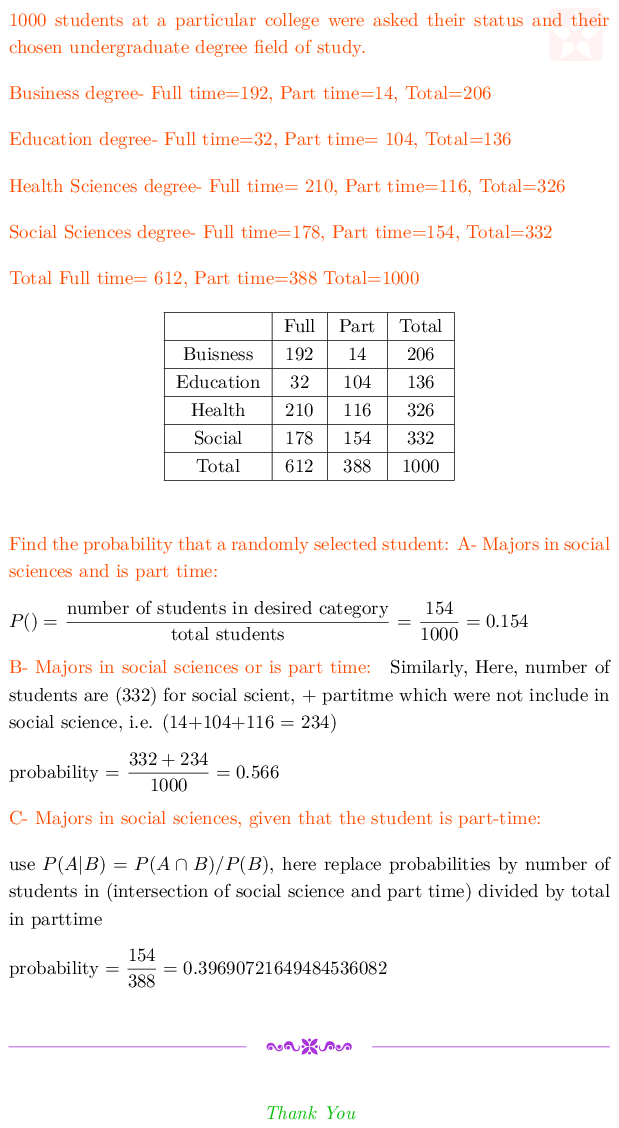 1000 students at a particular college were asked their status and their
chosen undergraduate degree field of study.
Business degree- Full time=192, Part time=14, Total=206
Education degree- Full time=32, Part time= 104, Total=136
Health Sciences degree- Full time= 210, Part time=116, Total=326
Social Sciences degree- Full time=178, Part time=154, Total=332
Total Full time= 612, Part time=388 Total=1000
Full Part Total
Buisness 192 14 206
Education 32 104 136
Health 210 116 326
Social 178 154 332
Total 612 388 1000
Find the probability that a randomly selected student: A- Majors in social
sciences and is part time:
P() = number of students in desired category / total students = 154 / 1000 = 0.154
B- Majors in social sciences or is part time: Similarly, Here, number of
students are (332) for social scient, + partitme which were not include in
social science, i.e. (14+104+116 = 234)
probability = 332 + 234 / 1000 = 0.566
C- Majors in social sciences, given that the student is part-time:
use P(A|B) = P(A ∩ B)/P(B), here replace probabilities by number of
students in (intersection of social science and part time) divided by total
in parttime
probability = 154 / 388 = 0.39690721649484536082
Thank You